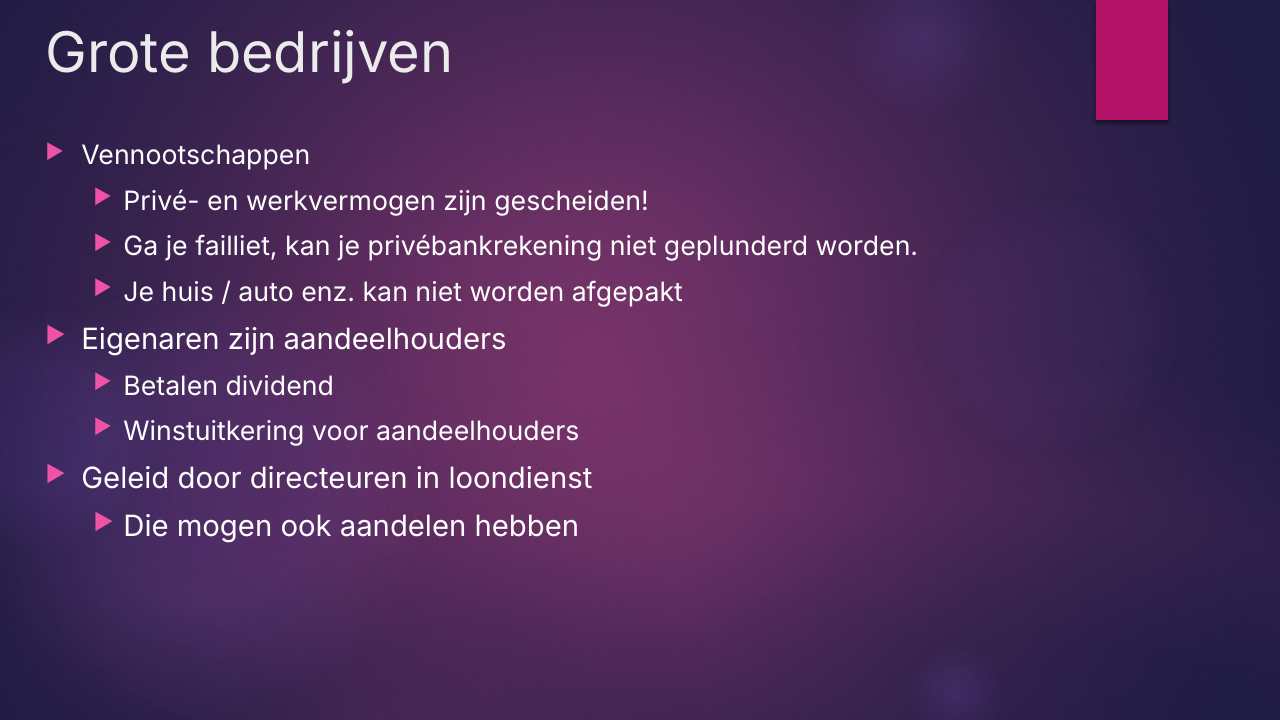 Grote bedrijven
Vennootschappen
Privé- en werkvermogen zijn gescheiden!
Ga je failliet, kan je privébankrekening niet geplunderd worden.
Je huis / auto enz. kan niet worden afgepakt
Eigenaren zijn aandeelhouders
Betalen dividend
Winstuitkering voor aandeelhouders
Geleid door directeuren in loondienst
Die mogen ook aandelen hebben